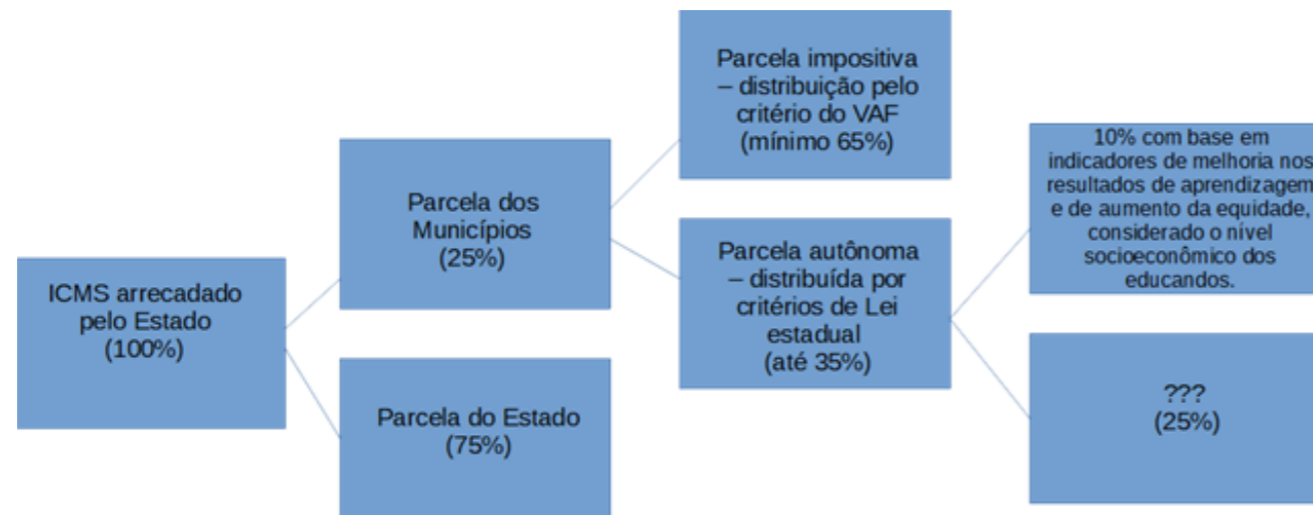 ICMS arrecadado
pelo Estado
(100%)
Parcela dos
Municípios
(25%)
Parcela do Estado
(75%)
Parcela impositiva
– distribuição pelo
critério do VAF
(mínimo 65%)
Parcela autônoma
– distribuída por
critérios de Lei
estadual
(até 35%)
10% com base em
indicadores de melhoria nos
resultados de aprendizagem
e de aumento da equidade,
considerado o nível
socioeconômico dos
educandos.
???
(25%)